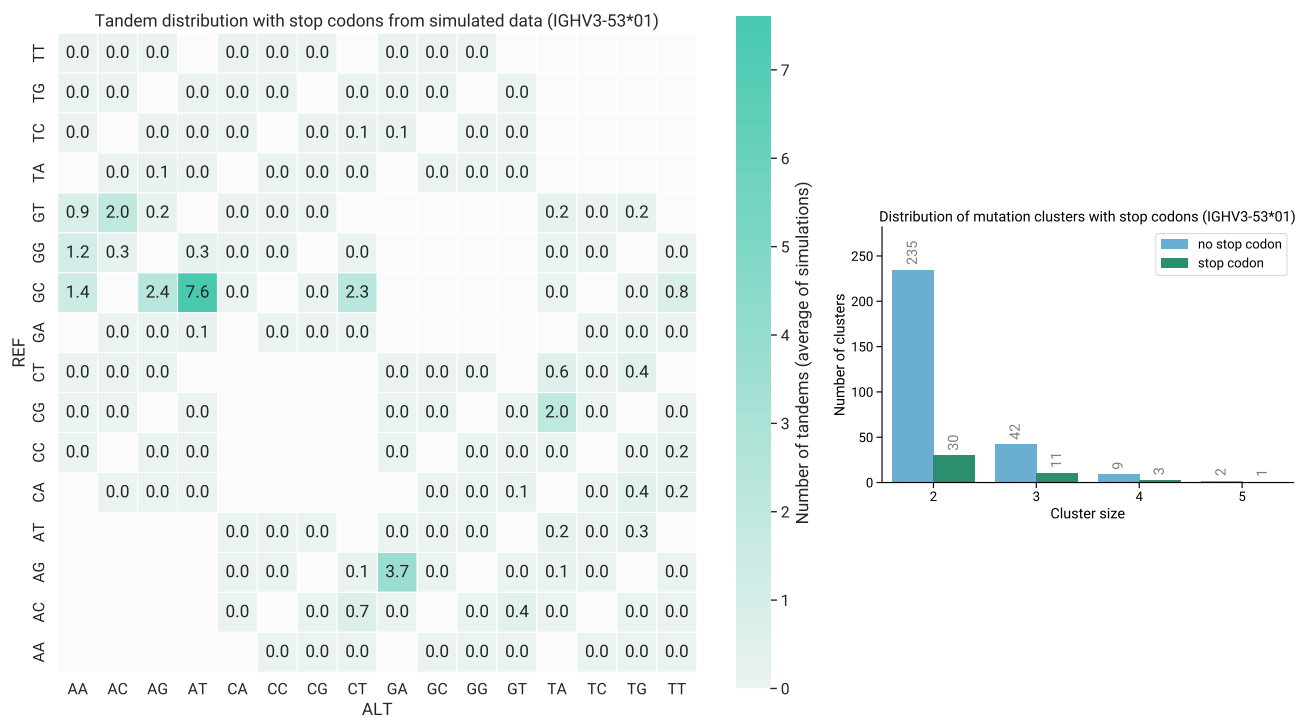 Tandem distribution with stop codons from simulated data (IGHV3-53*01)
TT 0.0 0.0 0.0 0.0 0.0 0.0 0.0 0.0 0.0
TG 0.0 0.0 0.0 0.0 0.0 0.0 0.0 0.0 0.0
TC 0.0 0.0 0.0 0.0 0.0 0.1 0.1 0.0 0.0
TA 0.0 0.1 0.0 0.0 0.0 0.0 0.0 0.0 0.0
GT 0.9 2.0 0.2 0.0 0.0 0.0 0.2 0.0 0.2
GG 1.2 0.3 0.3 0.0 0.0 0.0 0.0 0.0 0.0
GC 1.4 2.4 7.6 0.0 0.0 2.3 0.0 0.0 0.8
GA 0.0 0.0 0.1 0.0 0.0 0.0 0.0 0.0 0.0
CT 0.0 0.0 0.0 0.0 0.0 0.0 0.6 0.0 0.4
CG 0.0 0.0 0.0 0.0 0.0 0.0 2.0 0.0 0.0
CC 0.0 0.0 0.0 0.0 0.0 0.0 0.0 0.0 0.2
CA 0.0 0.0 0.0 0.0 0.0 0.1 0.0 0.4 0.2
AT 0.0 0.0 0.0 0.0 0.0 0.0 0.2 0.0 0.3
AG 0.0 0.0 0.1 3.7 0.0 0.0 0.1 0.0 0.0
AC 0.0 0.0 0.7 0.0 0.0 0.4 0.0 0.0 0.0
AA 0.0 0.0 0.0 0.0 0.0 0.0 0.0 0.0 0.0
REF
AA AC AG AT CA CC CG CT GA GC GG GT TA TC TG TT
ALT
7
6
5
4
3
2
1
0
Number of tandems (average of simulations)
Distribution of mutation clusters with stop codons (IGHV3-53*01)
no stop codon
stop codon
235
30
42
11
9
3
2
1
250
200
150
100
50
0
Number of clusters
2 3 4 5
Cluster size